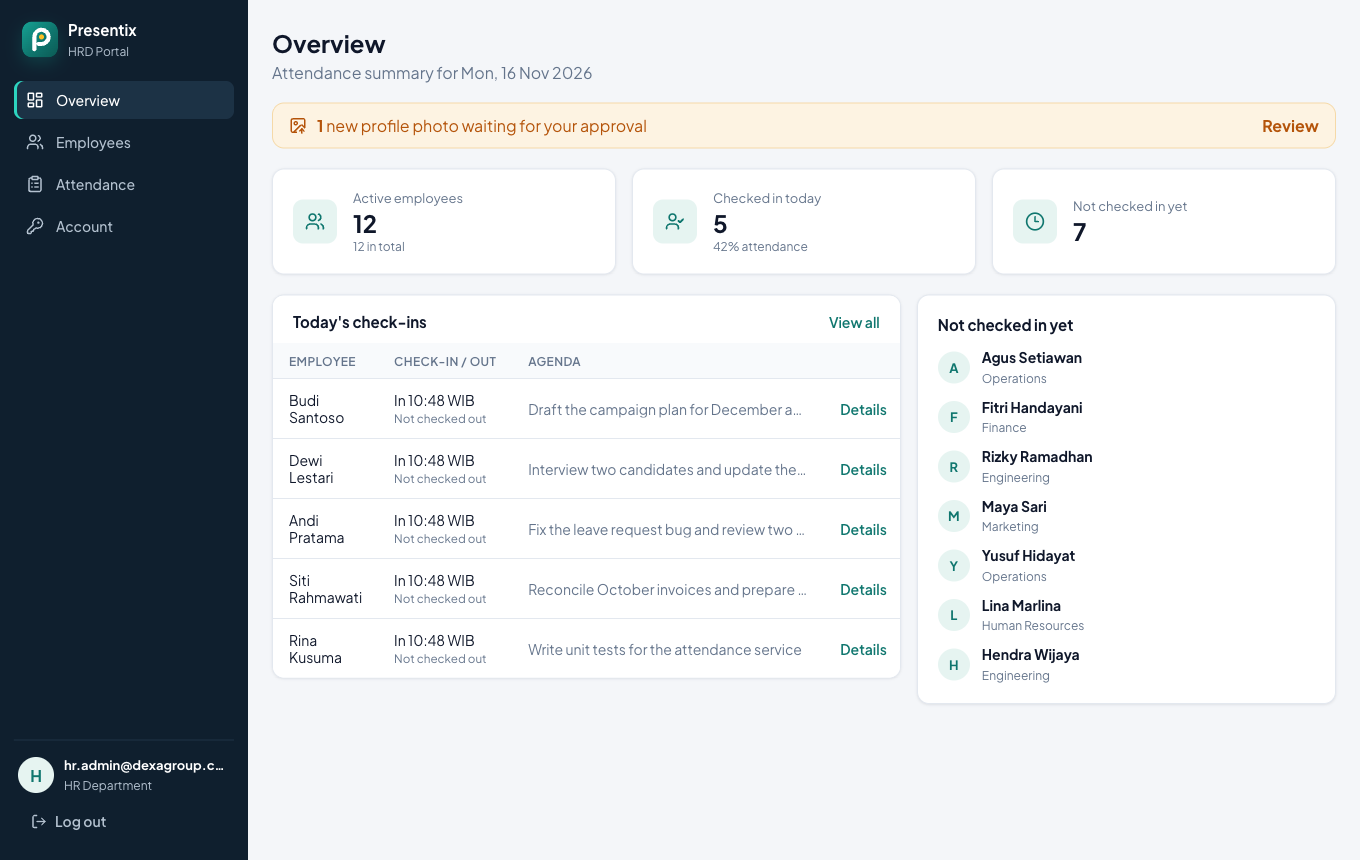 Presentix
HRD Portal
Overview
Employees
Attendance
Account
hr.admin@dexagroup.c…
H
HR Department
Log out
Overview
Attendance summary for Mon, 16 Nov 2026
1 new profile photo waiting for your approval
Review
Active employees
12
12 in total
Checked in today
5
42% attendance
Not checked in yet
7
Today's check-ins
View all
EMPLOYEE CHECK-IN / OUT AGENDA
Budi
Santoso
In 10:48 WIB
Not checked out
Draft the campaign plan for December a…
Details
Dewi
Lestari
In 10:48 WIB
Not checked out
Interview two candidates and update the…
Details
Andi
Pratama
In 10:48 WIB
Not checked out
Fix the leave request bug and review two …
Details
Siti
Rahmawati
In 10:48 WIB
Not checked out
Reconcile October invoices and prepare …
Details
Rina
Kusuma
In 10:48 WIB
Not checked out
Write unit tests for the attendance service
Details
Not checked in yet
A
Agus Setiawan
Operations
F
Fitri Handayani
Finance
R
Rizky Ramadhan
Engineering
M
Maya Sari
Marketing
Y
Yusuf Hidayat
Operations
L
Lina Marlina
Human Resources
H
Hendra Wijaya
Engineering